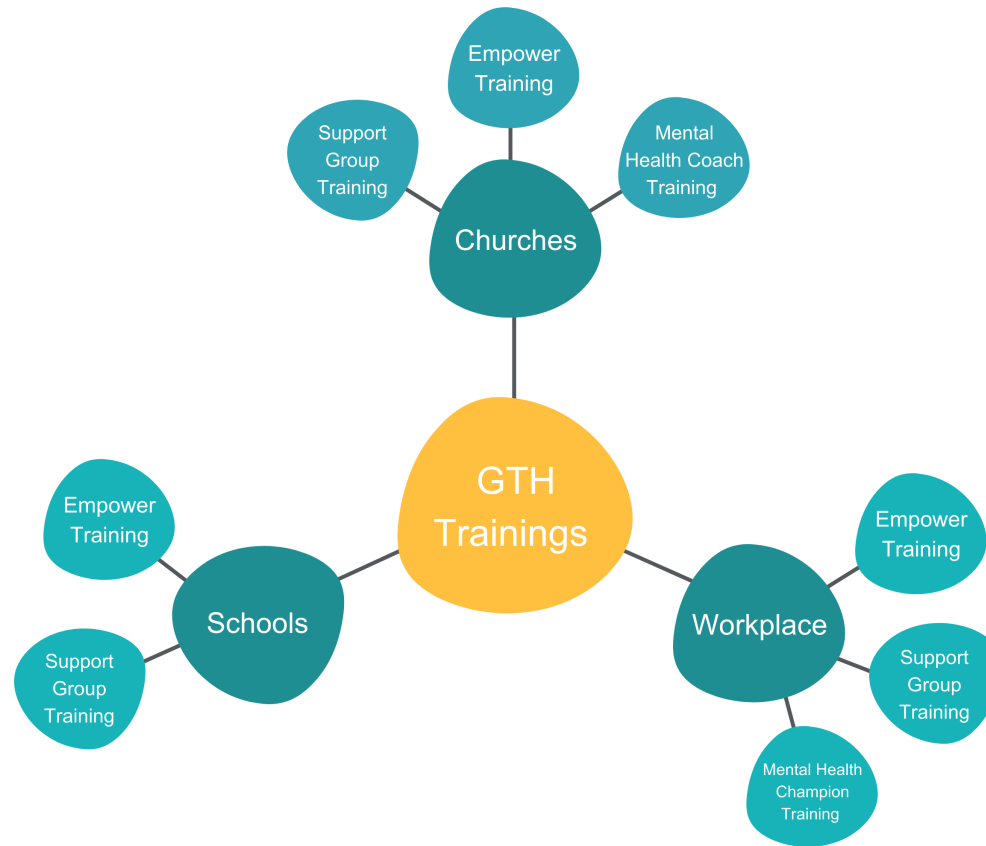 Empower
Training
Support
Group
Training
Mental
Health Coach
Training
Churches
GTH
Trainings
Empower
Training
Schools
Support
Group
Training
Empower
Training
Workplace
Support
Group
Training
Mental Health
Champion
Training